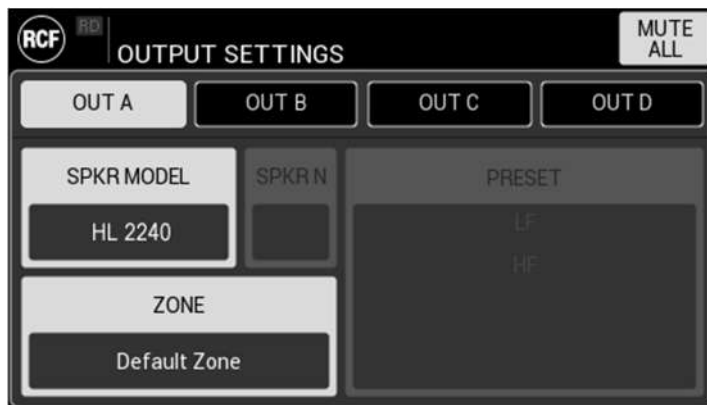 RCF
RD
OUTPUT SETTINGS
MUTE
ALL
OUT A
OUT B
OUT C
OUT D
SPKR MODEL
SPKR N
PRESET
HL 2240
LF
HF
ZONE
Default Zone